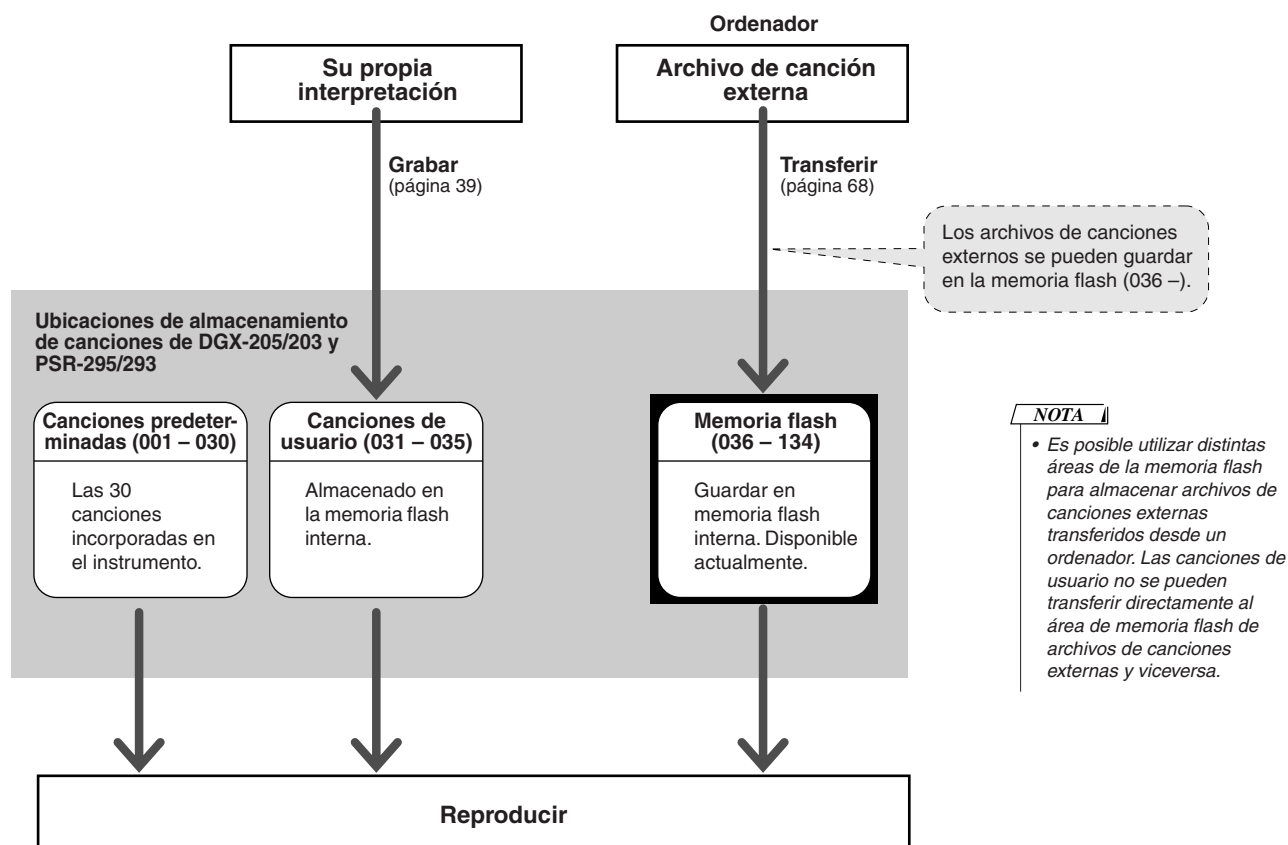 Ordenador
Su propia
interpretación
Archivo de canción
externa
Grabar
(página 39)
Transferir
(página 68)
Los archivos de canciones
externos se pueden guardar
en la memoria flash (036 –).
Ubicaciones de almacenamiento
de canciones de DGX-205/203 y
PSR-295/293
Canciones predeter-
minadas (001 – 030)
Las 30
canciones
incorporadas en
el instrumento.
Canciones de
usuario (031 – 035)
Almacenado en
la memoria flash
interna.
Memoria flash
(036 – 134)
Guardar en
memoria flash
interna. Disponible
actualmente.
NOTA
• Es posible utilizar distintas
áreas de la memoria flash
para almacenar archivos de
canciones externas
transferidos desde un
ordenador. Las canciones de
usuario no se pueden
transferir directamente al
área de memoria flash de
archivos de canciones
externas y viceversa.
Reproducir